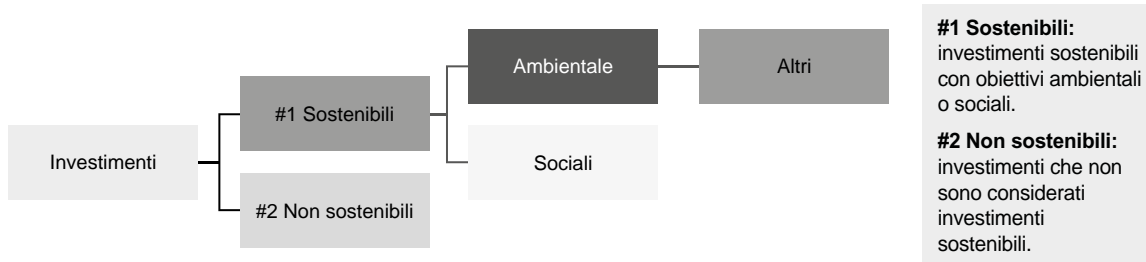 Investimenti
#1 Sostenibili
#2 Non sostenibili
Ambientale
Sociali
Altri
#1 Sostenibili:
investimenti sostenibili
con obiettivi ambientali
o sociali.
#2 Non sostenibili:
investimenti che non
sono considerati
investimenti
sostenibili.